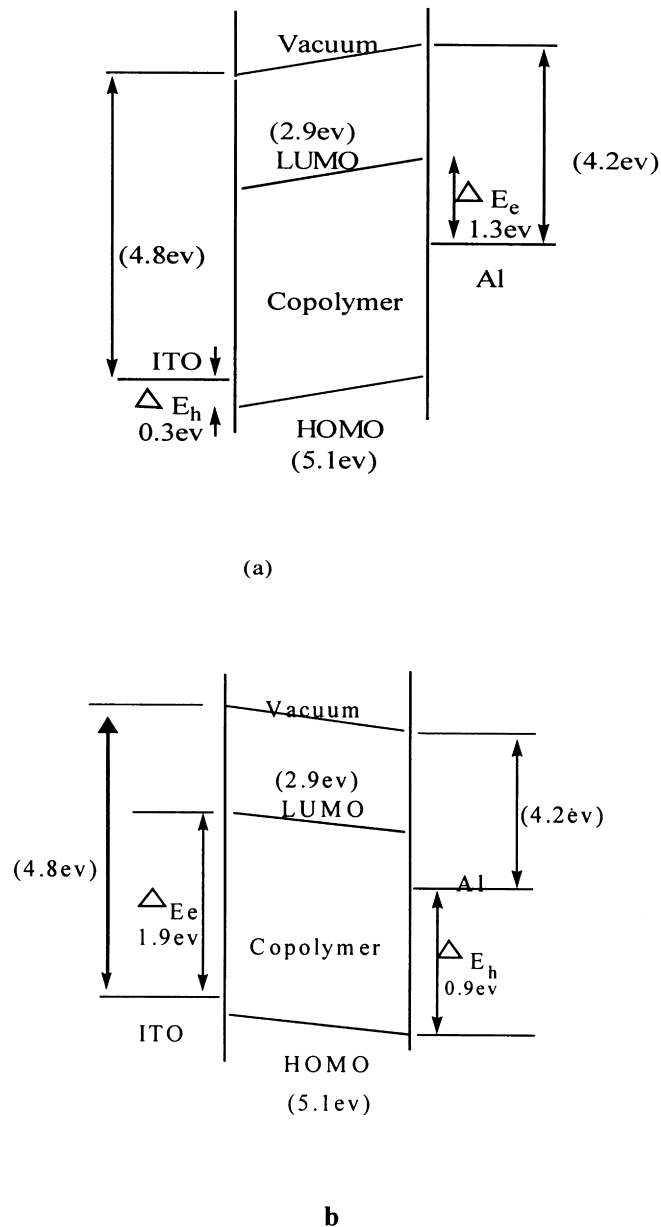 Vacuum
(2.9ev)
LUMO
(4.2ev)
△ Ee
1.3ev
(4.8ev)
Al
Copolymer
ITO
△ Eh
0.3ev
HOMO
(5.1ev)
(a)
Vacuum
(2.9ev)
LUMO
(4.2ev)
(4.8ev)
Al
△ Ee
1.9ev
Copolymer
△ Eh
0.9ev
ITO
HOMO
(5.1ev)
b